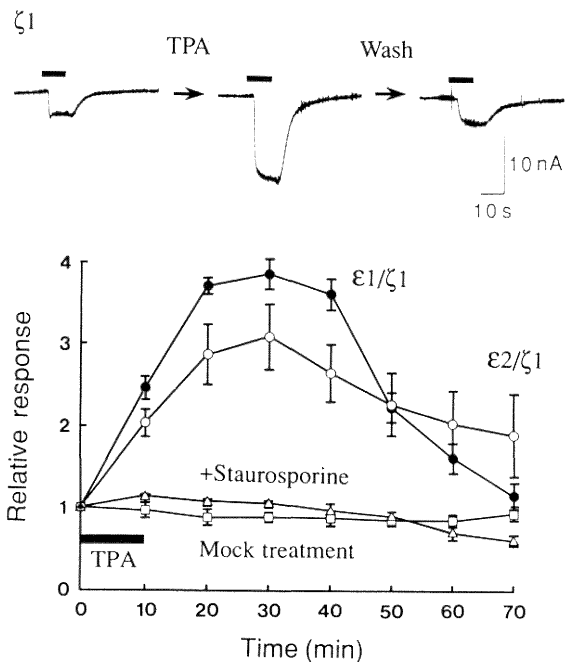 ζ1
TPA
Wash
10 nA
10 s
4
3
2
1
0
Relative response
ε1/ζ1
ε2/ζ1
+Staurosporine
Mock treatment
TPA
0 10 20 30 40 50 60 70
Time (min)